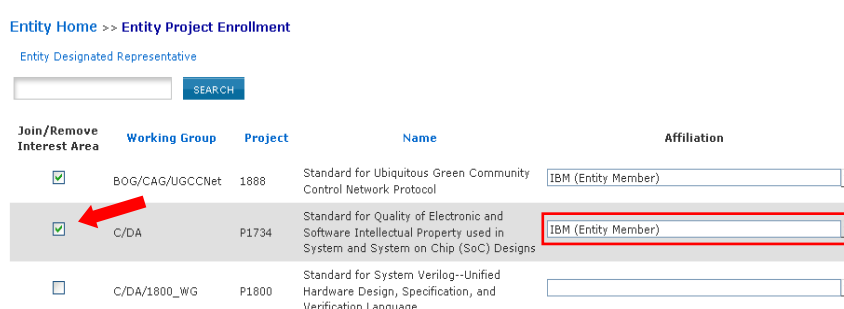 Entity Home >> Entity Project Enrollment
Entity Designated Representative
SEARCH
Join/Remove Interest Area Working Group Project Name Affiliation
BOG/CAG/UGCCNet 1888 Standard for Ubiquitous Green Community IBM (Entity Member)
Control Network Protocol
Standard for Quality of Electronic and
C/DA P1734 Software Intellectual Property used in IBM (Entity Member)
System and System on Chip (SoC) Designs
Standard for System Verilog--Unified
C/DA/1800_WG P1800 Hardware Design, Specification, and
Verification Language